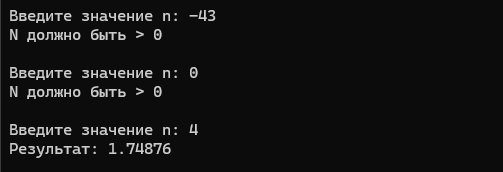 Введите значение n: -43
N должно быть > 0
Введите значение n: 0
N должно быть > 0
Введите значение n: 4
Результат: 1.74876